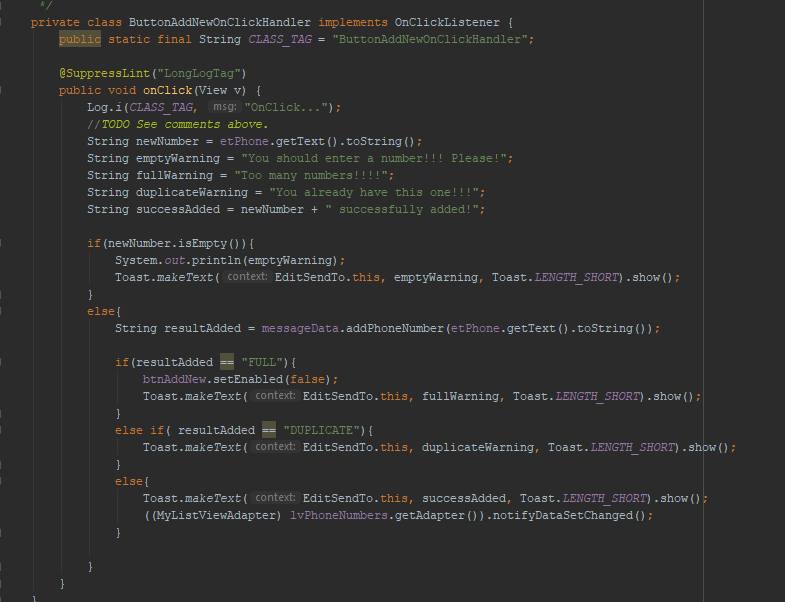 */
private class ButtonAddNewOnClickHandler implements OnClickListener {
public static final String CLASS_TAG = "ButtonAddNewOnClickHandler";
@SuppressLint("LongLogTag")
public void onClick(View v) {
Log.i(CLASS_TAG, msg: "OnClick...");
//TODO See comments above.
String newNumber = etPhone.getText().toString();
String emptyWarning = "You should enter a number!!! Please!";
String fullWarning = "Too many numbers!!!!";
String duplicateWarning = "You already have this one!!!";
String successAdded = newNumber + " successfully added!";
if(newNumber.isEmpty()){
System.out.println(emptyWarning);
Toast.makeText( context: EditSendTo.this, emptyWarning, Toast.LENGTH_SHORT).show();
}
else{
String resultAdded = messageData.addPhoneNumber(etPhone.getText().toString());
if(resultAdded == "FULL"){
btnAddNew.setEnabled(false);
Toast.makeText( context: EditSendTo.this, fullWarning, Toast.LENGTH_SHORT).show();
}
else if( resultAdded == "DUPLICATE"){
Toast.makeText( context: EditSendTo.this, duplicateWarning, Toast.LENGTH_SHORT).show();
}
else{
Toast.makeText( context: EditSendTo.this, successAdded, Toast.LENGTH_SHORT).show();
((MyListViewAdapter) lvPhoneNumbers.getAdapter()).notifyDataSetChanged();
}
}
}
}